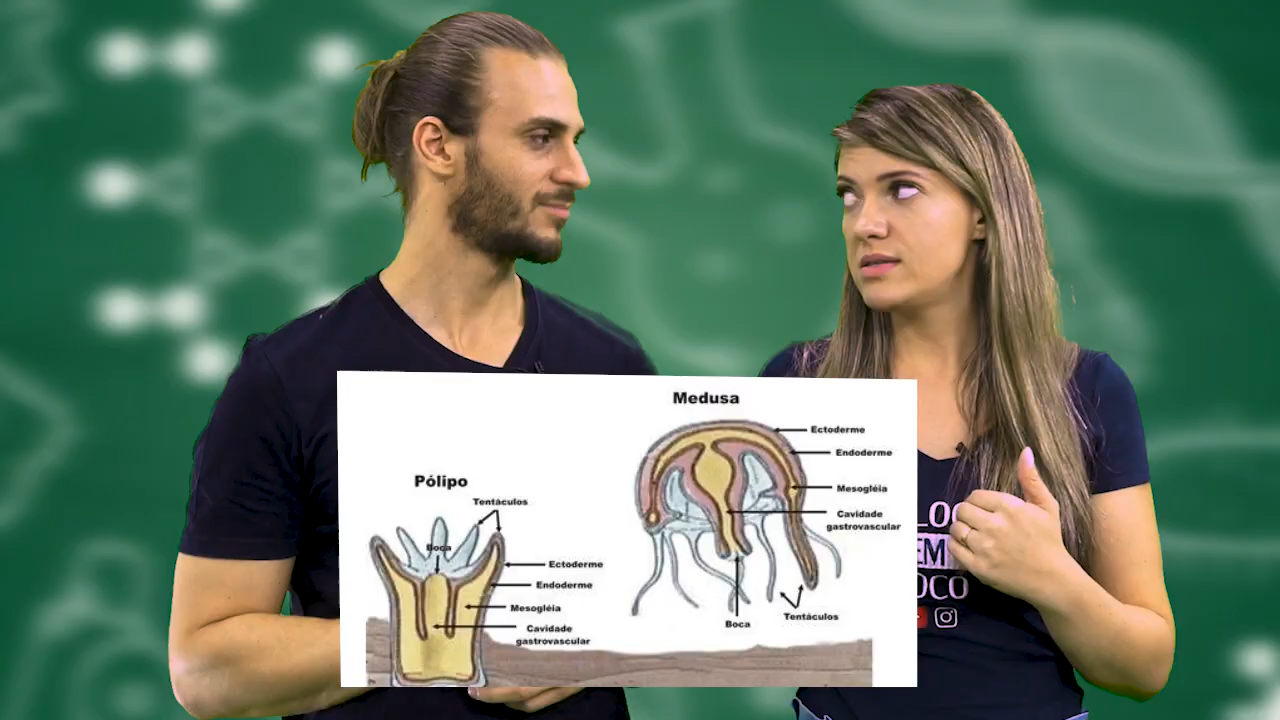 Medusa
Ectoderme
Endoderme
Mesogléia
Cavidade
gastrovascular
Tentáculos
Boca
Pólipo
Tentáculos
Boca
Ectoderme
Endoderme
Mesogléia
Cavidade
gastrovascular